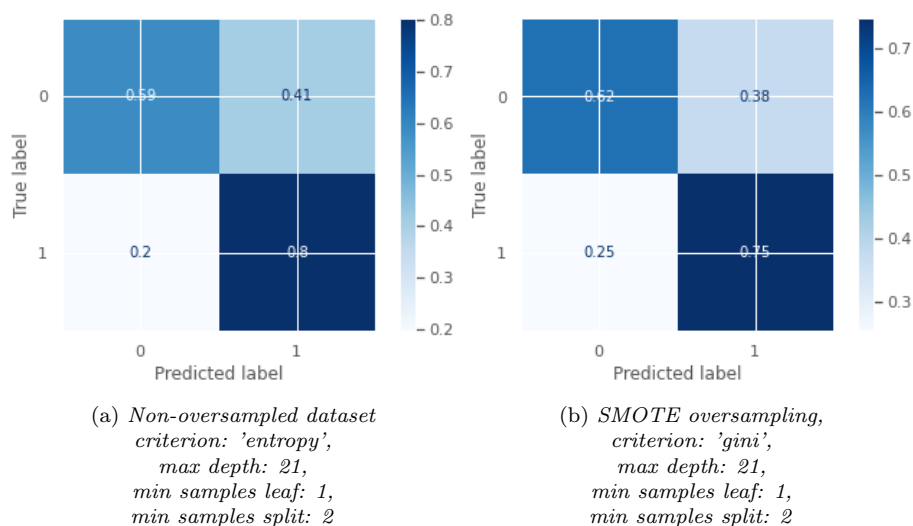 0.8
0.7
0.6
0.5
0.4
0.3
0.2
0
1
0.59
0.41
0.2
0.8
True label
0
1
Predicted label
0.7
0.6
0.5
0.4
0.3
0
1
0.62
0.38
0.25
0.75
True label
0
1
Predicted label
(a) Non-oversampled dataset
criterion: 'entropy',
max depth: 21,
min samples leaf: 1,
min samples split: 2
(b) SMOTE oversampling,
criterion: 'gini',
max depth: 21,
min samples leaf: 1,
min samples split: 2